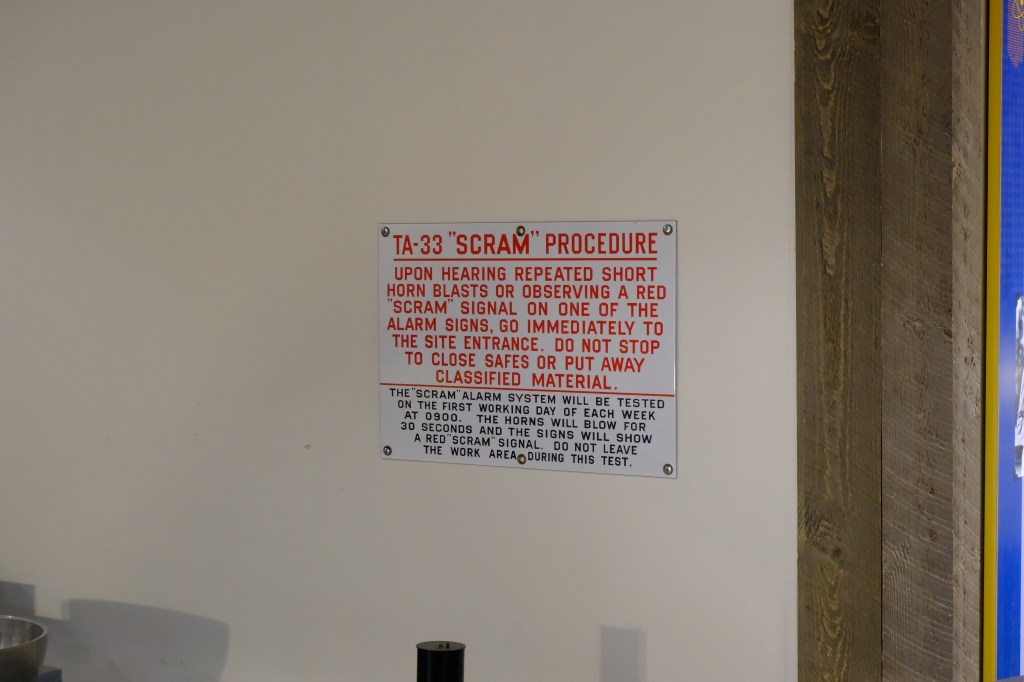 TA-33 "SCRAM" PROCEDURE
UPON HEARING REPEATED SHORT
HORN BLASTS OR OBSERVING A RED
"SCRAM" SIGNAL ON ONE OF THE
ALARM SIGNS, GO IMMEDIATELY TO
THE SITE ENTRANCE. DO NOT STOP
TO CLOSE SAFES OR PUT AWAY
CLASSIFIED MATERIAL.
THE "SCRAM" ALARM SYSTEM WILL BE TESTED
ON THE FIRST WORKING DAY OF EACH WEEK
AT 0900. THE HORNS WILL BLOW FOR
30 SECONDS AND THE SIGNS WILL SHOW
A RED "SCRAM" SIGNAL. DO NOT LEAVE
THE WORK AREA DURING THIS TEST.